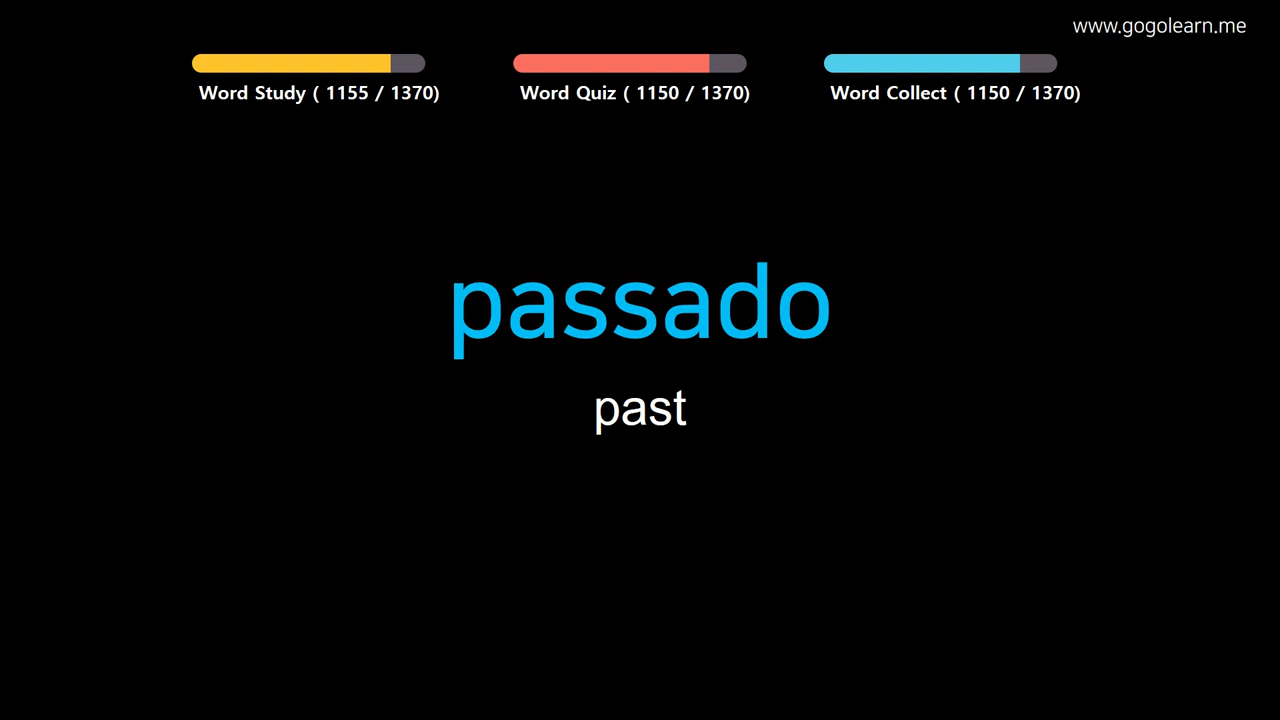 www.gogolearn.me
Word Study ( 1155 / 1370)
Word Quiz ( 1150 / 1370)
Word Collect ( 1150 / 1370)
passado
past